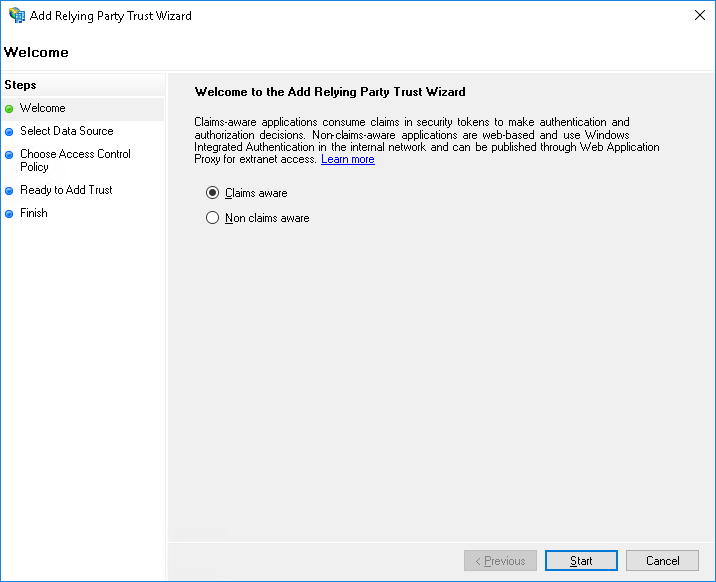 Add Relying Party Trust Wizard
Welcome
Steps
Welcome
Select Data Source
Choose Access Control
Policy
Ready to Add Trust
Finish
Welcome to the Add Relying Party Trust Wizard
Claims-aware applications consume claims in security tokens to make authentication and
authorization decisions. Non-claims-aware applications are web-based and use Windows
Integrated Authentication in the internal network and can be published through Web Application
Proxy for extranet access. Learn more
Claims aware
Non claims aware
< Previous
Start
Cancel